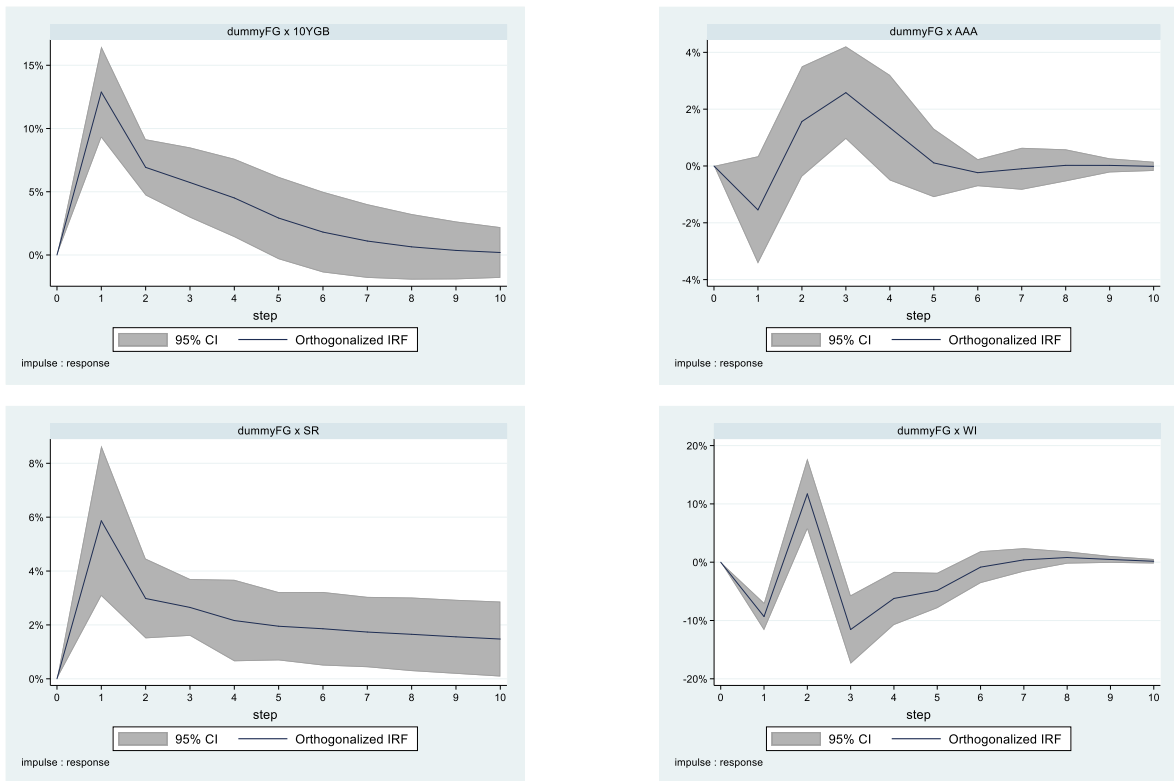 dummyFG x 10YGB
15%
10%
5%
0%
0 1 2 3 4 5 6 7 8 9 10
step
95% CI Orthogonalized IRF
impulse : response
dummyFG x AAA
4%
2%
0%
-2%
-4%
0 1 2 3 4 5 6 7 8 9 10
step
95% CI Orthogonalized IRF
impulse : response
dummyFG x SR
8%
6%
4%
2%
0%
0 1 2 3 4 5 6 7 8 9 10
step
95% CI Orthogonalized IRF
impulse : response
dummyFG x WI
20%
10%
0%
-10%
-20%
0 1 2 3 4 5 6 7 8 9 10
step
95% CI Orthogonalized IRF
impulse : response